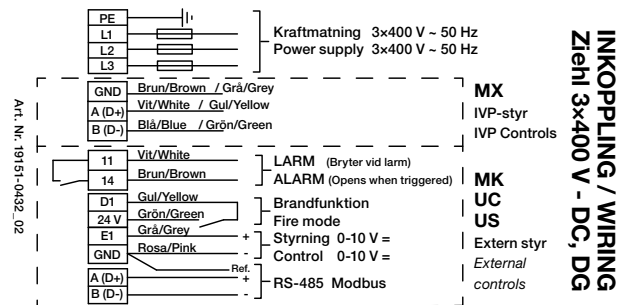 INKOPPLING / WIRING
Ziehl 3×400 V - DC, DG
Art. Nr. 19151-0432_02
PE
L1
L2
L3
Kraftmatning 3×400 V ~ 50 Hz
Power supply 3×400 V ~ 50 Hz
GND Brun/Brown / Grå/Grey
A (D+) Vit/White / Gul/Yellow
B (D-) Blå/Blue / Grön/Green
MX
IVP-styr
IVP Controls
11 Vit/White
14 Brun/Brown
LARM (Bryter vid larm)
ALARM (Opens when triggered)
D1 Gul/Yellow
24 V Grön/Green
Brandfunktion
Fire mode
E1 Grå/Grey +
GND Rosa/Pink -
Styrning 0-10 V =
Control 0-10 V =
Ref.
A (D+) +
B (D-) -
RS-485 Modbus
MK
UC
US
Extern styr
External
controls